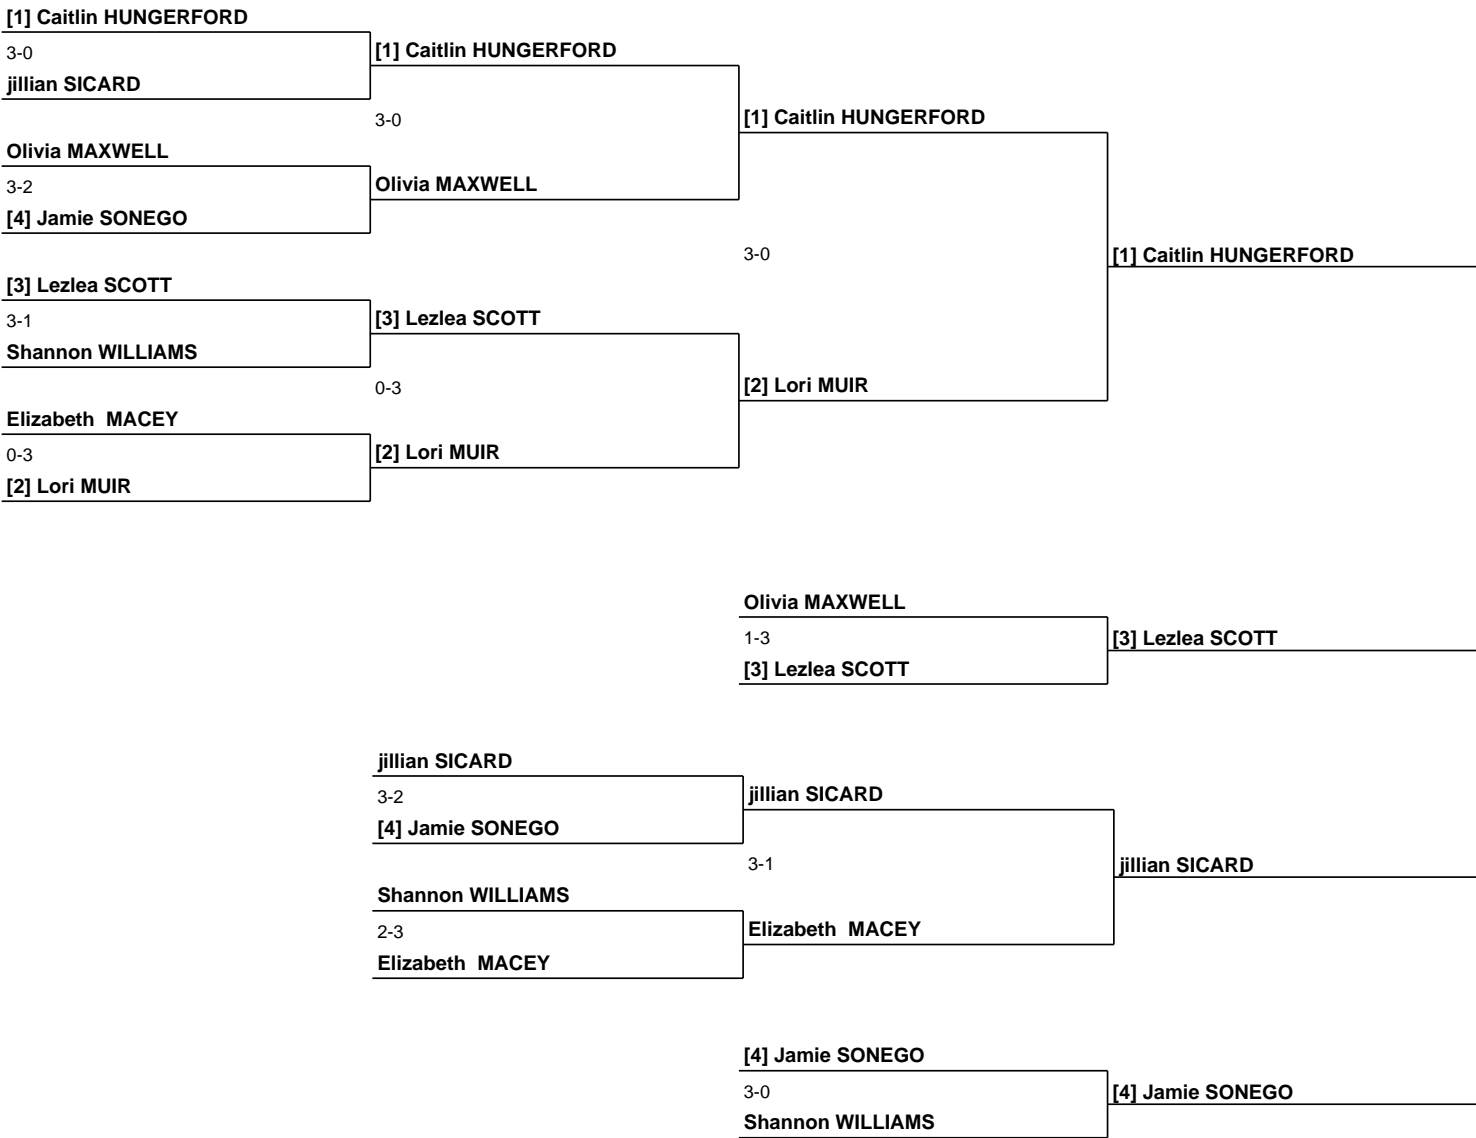 [1] Caitlin HUNGERFORD
3-0
jillian SICARD
[1] Caitlin HUNGERFORD
3-0
[1] Caitlin HUNGERFORD
Olivia MAXWELL
3-2
[4] Jamie SONEGO
Olivia MAXWELL
3-0
[1] Caitlin HUNGERFORD
[3] Lezlea SCOTT
3-1
Shannon WILLIAMS
[3] Lezlea SCOTT
0-3
[2] Lori MUIR
Elizabeth  MACEY
0-3
[2] Lori MUIR
[2] Lori MUIR
Olivia MAXWELL
1-3
[3] Lezlea SCOTT
[3] Lezlea SCOTT
jillian SICARD
3-2
[4] Jamie SONEGO
jillian SICARD
3-1
jillian SICARD
Shannon WILLIAMS
2-3
Elizabeth  MACEY
Elizabeth  MACEY
[4] Jamie SONEGO
3-0
Shannon WILLIAMS
[4] Jamie SONEGO